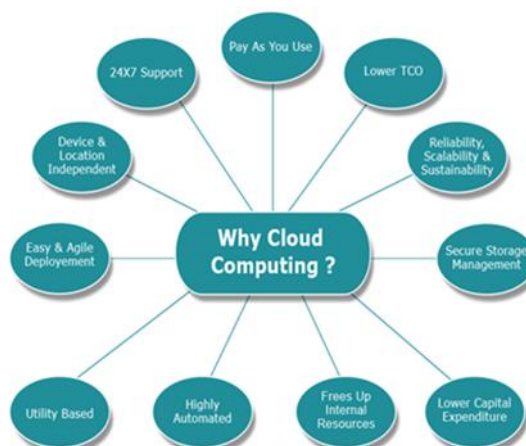 Pay As You Use
24X7 Support
Lower TCO
Device &
Location
Independent
Reliability,
Scalability &
Sustainability
Why Cloud
Computing ?
Easy & Agile
Deployement
Secure Storage
Management
Utility Based
Highly
Automated
Frees Up
Internal
Resources
Lower Capital
Expenditure